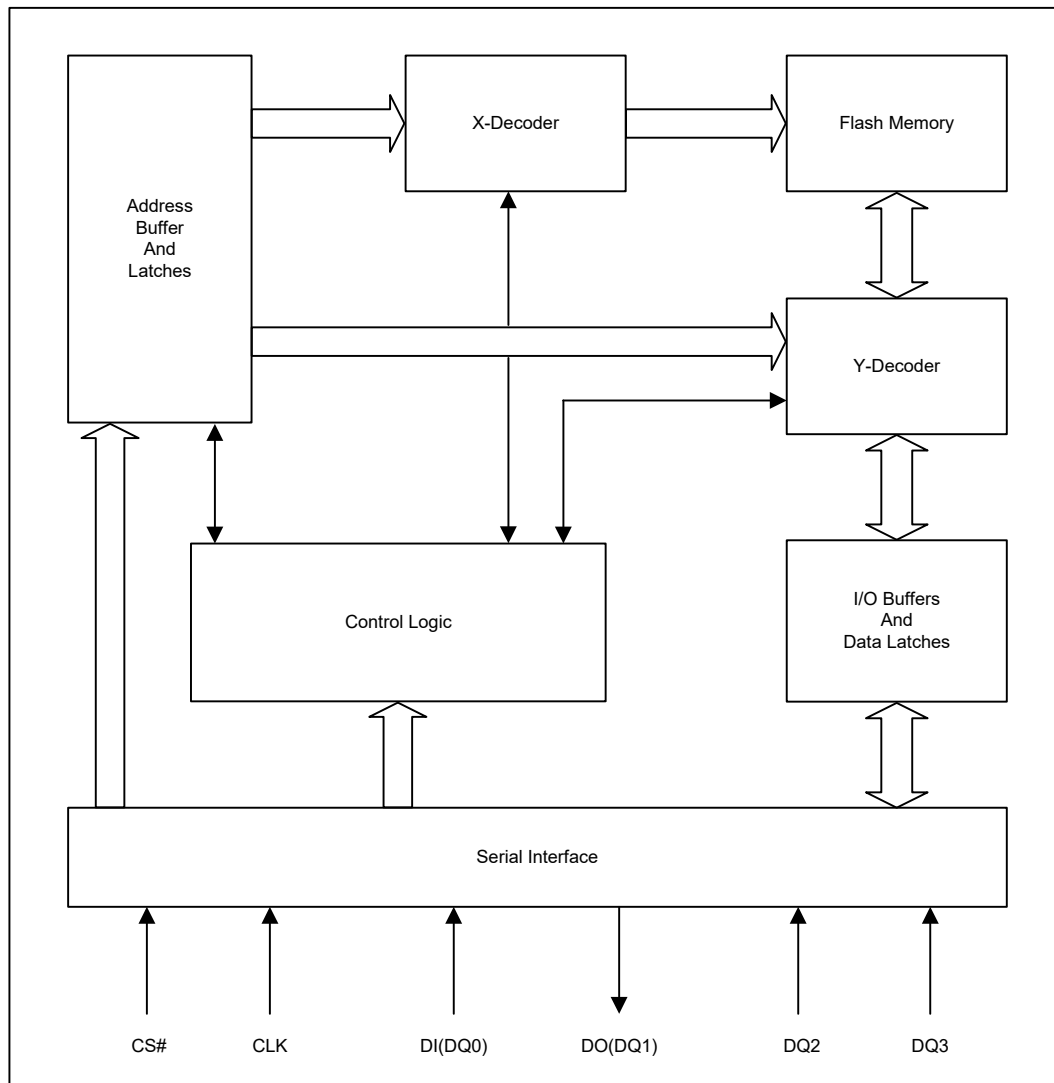 X-Decoder
Flash Memory
Address
Buffer
And
Latches
Y-Decoder
Control Logic
I/O Buffers
And
Data Latches
Serial Interface
CS#
CLK
DI(DQ0)
DO(DQ1)
DQ2
DQ3